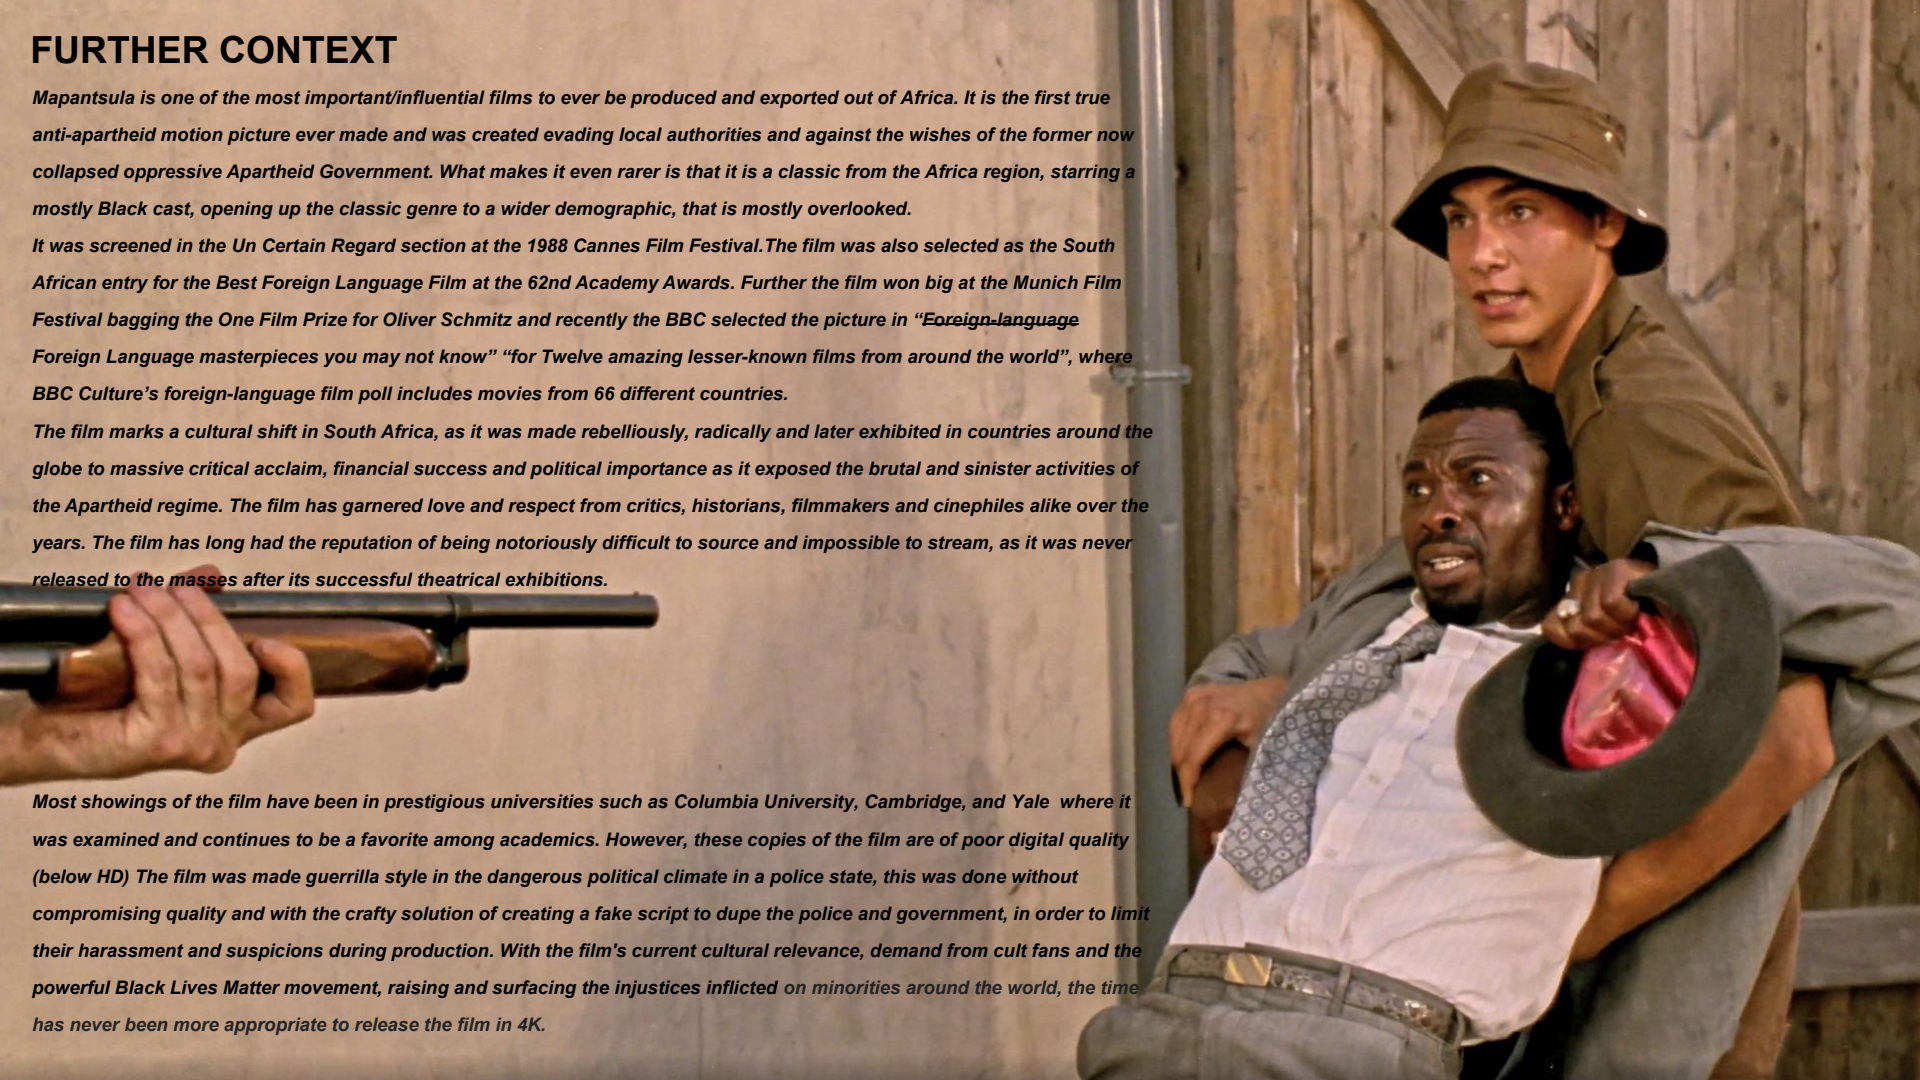 FURTHER CONTEXT
Mapantsula is one of the most important/influential films to ever be produced and exported out of Africa. It is the first true
anti-apartheid motion picture ever made and was created evading local authorities and against the wishes of the former now
collapsed oppressive Apartheid Government. What makes it even rarer is that it is a classic from the Africa region, starring a
mostly Black cast, opening up the classic genre to a wider demographic, that is mostly overlooked.
It was screened in the Un Certain Regard section at the 1988 Cannes Film Festival.The film was also selected as the South
African entry for the Best Foreign Language Film at the 62nd Academy Awards. Further the film won big at the Munich Film
Festival bagging the One Film Prize for Oliver Schmitz and recently the BBC selected the picture in “Foreign-language
Foreign Language masterpieces you may not know” “for Twelve amazing lesser-known films from around the world”, where
BBC Culture’s foreign-language film poll includes movies from 66 different countries.
The film marks a cultural shift in South Africa, as it was made rebelliously, radically and later exhibited in countries around the
globe to massive critical acclaim, financial success and political importance as it exposed the brutal and sinister activities of
the Apartheid regime. The film has garnered love and respect from critics, historians, filmmakers and cinephiles alike over the
years. The film has long had the reputation of being notoriously difficult to source and impossible to stream, as it was never
released to the masses after its successful theatrical exhibitions.
Most showings of the film have been in prestigious universities such as Columbia University, Cambridge, and Yale  where it
was examined and continues to be a favorite among academics. However, these copies of the film are of poor digital quality
(below HD) The film was made guerrilla style in the dangerous political climate in a police state, this was done without
compromising quality and with the crafty solution of creating a fake script to dupe the police and government, in order to limit
their harassment and suspicions during production. With the film's current cultural relevance, demand from cult fans and the
powerful Black Lives Matter movement, raising and surfacing the injustices inflicted on minorities around the world, the time
has never been more appropriate to release the film in 4K.